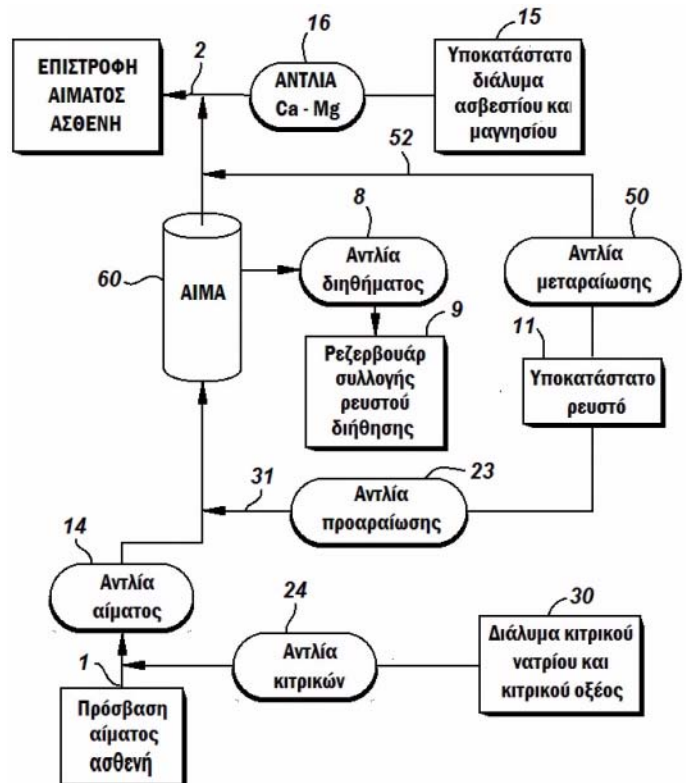 16
15
2
ΕΠΙΣΤΡΟΦΗ
ΑΙΜΑΤΟΣ
ΑΣΘΕΝΗ
ΑΝΤΛΙΑ
Ca - Mg
Υποκατάστατο
διάλυμα
ασβεστίου και
μαγνησίου
52
8
50
Αντλία
διηθήματος
Αντλία
μεταραίωσης
60
ΑΙΜΑ
9
11
Ρεζερβουάρ
συλλογής
ρευστού
διήθησης
Υποκατάστατο
ρευστό
31
23
Αντλία
προαραίωσης
14
Αντλία
αίματος
24
30
Αντλία
κιτρικών
Διάλυμα κιτρικού
νατρίου και
κιτρικού οξέος
1
Πρόσβαση
αίματος
ασθενή